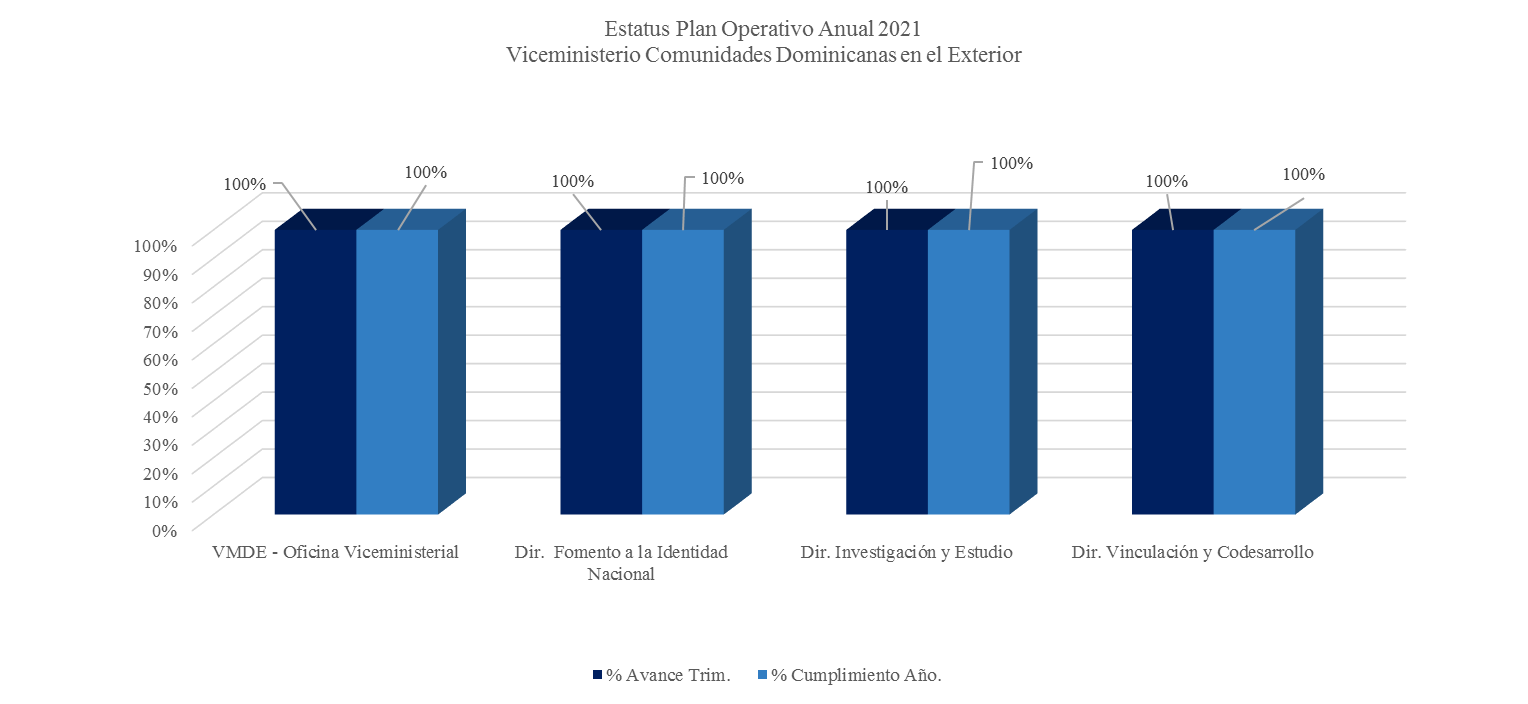 Estatus Plan Operativo Anual 2021
Viceministerio Comunidades Dominicanas en el Exterior
100%
100%
100%
100%
100%
100%
100%
100%
100%
90%
80%
70%
60%
50%
40%
30%
20%
10%
0%
VMDE - Oficina Viceministerial
Dir. Fomento a la Identidad
Nacional
Dir. Investigación y Estudio
Dir. Vinculación y Codesarrollo
% Avance Trim.
% Cumplimiento Año.